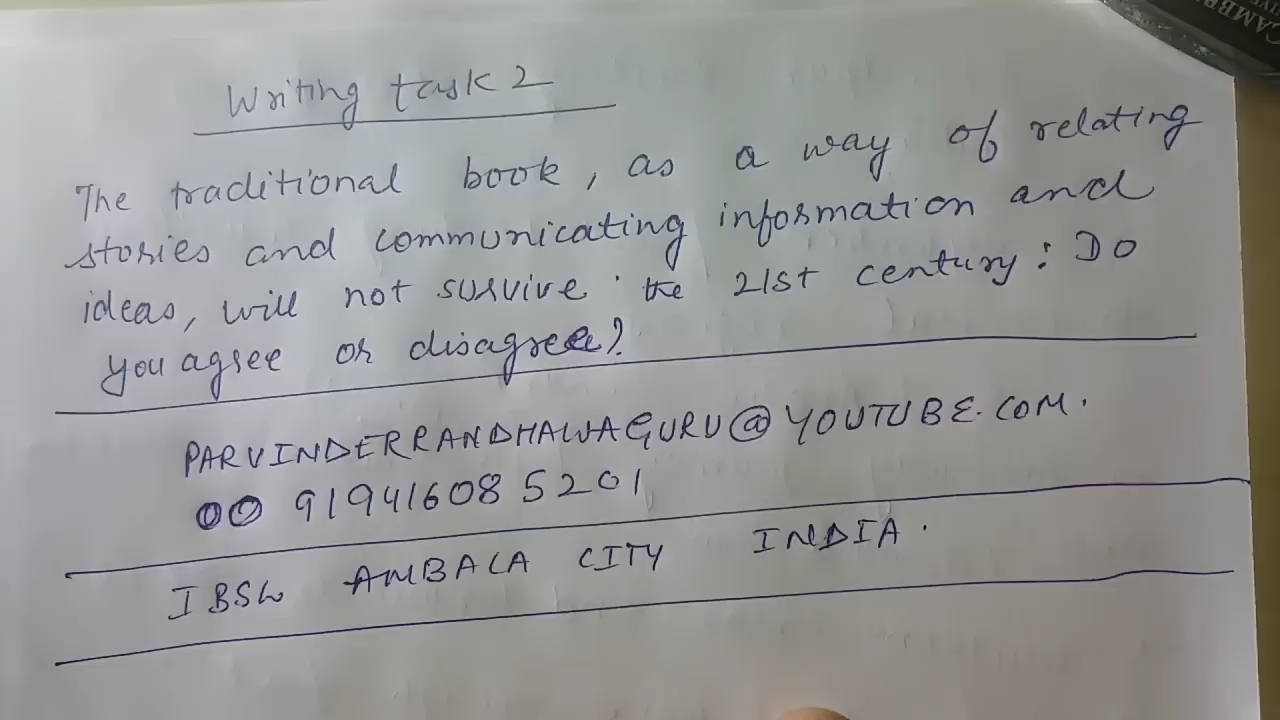 CAMBR
Writing task 2
The traditional book, as a way of relating
stories and communicating information and
ideas, will not survive the 21st century: Do
you agree or disagree?
PARVINDERRANDHAWAGURU@YOUTUBE.COM.
00 919416085201
IBSW AMBALA CITY INDIA.